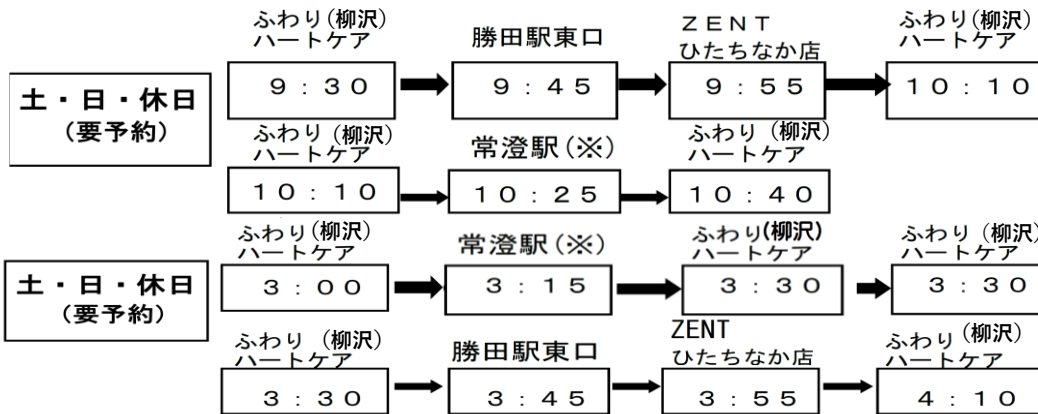 ふわり(柳沢)
ハートケア
勝田駅東口
ＺＥＮＴ
ひたちなか店
ふわり(柳沢)
ハートケア
土・日・休日
(要予約)
９：３０
９：４５
９：５５
１０：１０
ふわり(柳沢)
ハートケア
常澄駅(※)
ふわり(柳沢)
ハートケア
１０：１０
１０：２５
１０：４０
ふわり(柳沢)
ハートケア
常澄駅(※)
ふわり(柳沢)
ハートケア
ふわり(柳沢)
ハートケア
土・日・休日
(要予約)
３：００
３：１５
３：３０
３：３０
ふわり(柳沢)
ハートケア
勝田駅東口
ZENT
ひたちなか店
ふわり(柳沢)
ハートケア
３：３０
３：４５
３：５５
４：１０